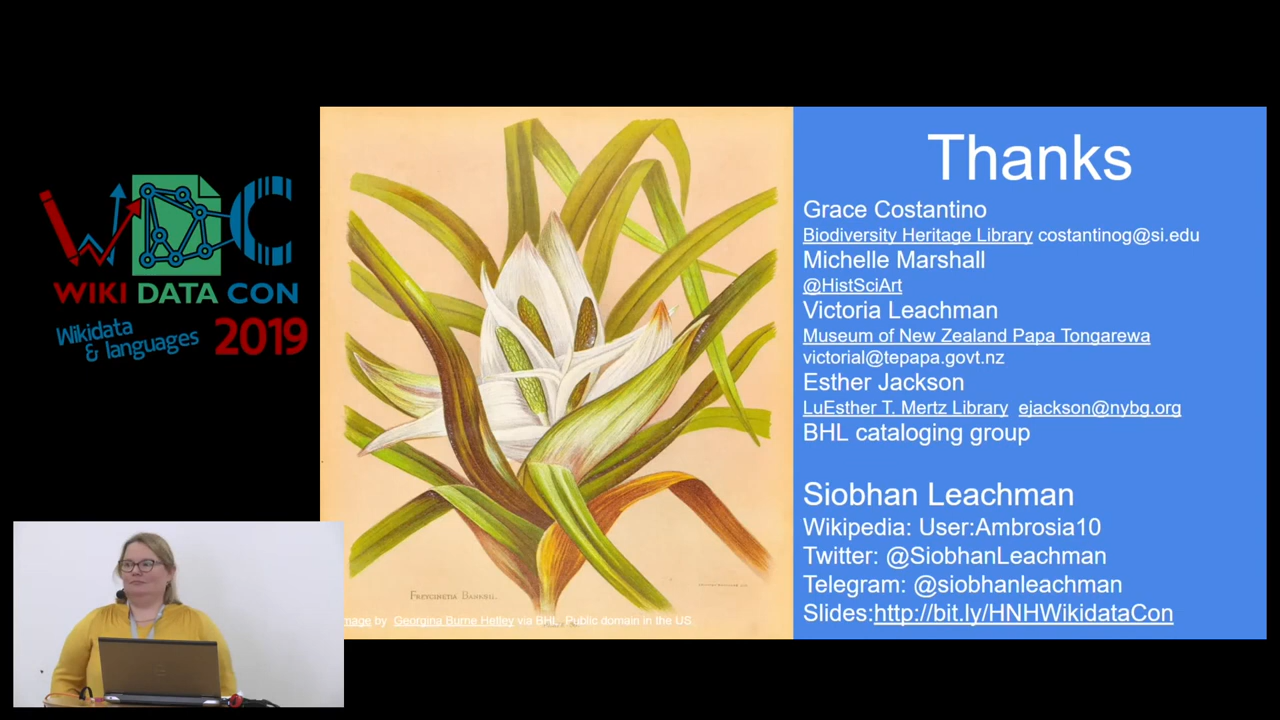 WDC
WIKI DATA CON
Wikidata
& languages 2019
FREYCINETIA BANKSII.
Image by Georgina Burne Hetley via BHL Public domain in the US
Thanks
Grace Costantino
Biodiversity Heritage Library costantinog@si.edu
Michelle Marshall
@HistSciArt
Victoria Leachman
Museum of New Zealand Papa Tongarewa
victorial@tepapa.govt.nz
Esther Jackson
LuEsther T. Mertz Library ejackson@nybg.org
BHL cataloging group
Siobhan Leachman
Wikipedia: User:Ambrosia10
Twitter: @SiobhanLeachman
Telegram: @siobhanleachman
Slides:http://bit.ly/HNHWikidataCon